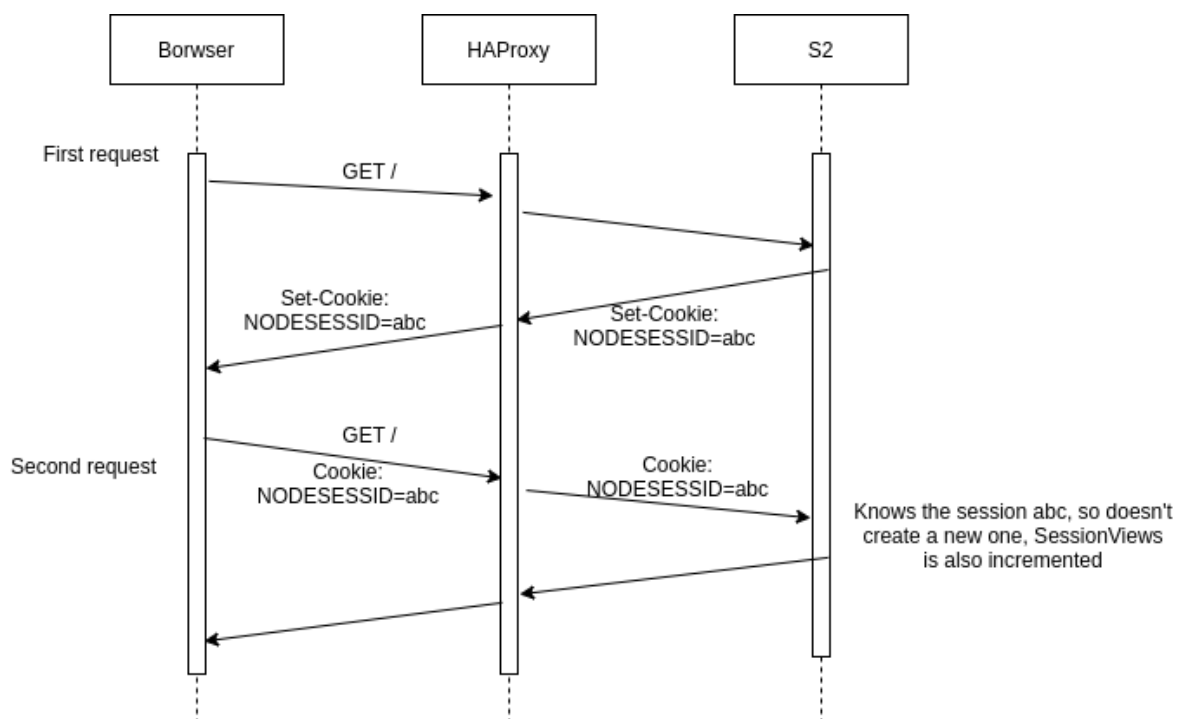 Borwser
HAProxy
S2
First request
GET /
Set-Cookie:
NODESESSID=abc
Set-Cookie:
NODESESSID=abc
GET /
Second request
Cookie:
NODESESSID=abc
Cookie:
NODESESSID=abc
Knows the session abc, so doesn't
create a new one, SessionViews
is also incremented